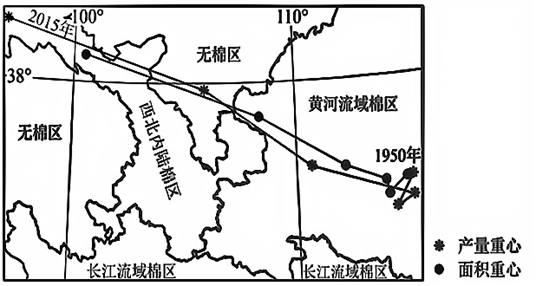 2015年
100°
110°
无棉区
38°
黄河流域棉区
无棉区
西北内陆棉区
1950年
产量重心
面积重心
长江流域棉区
长江流域棉区